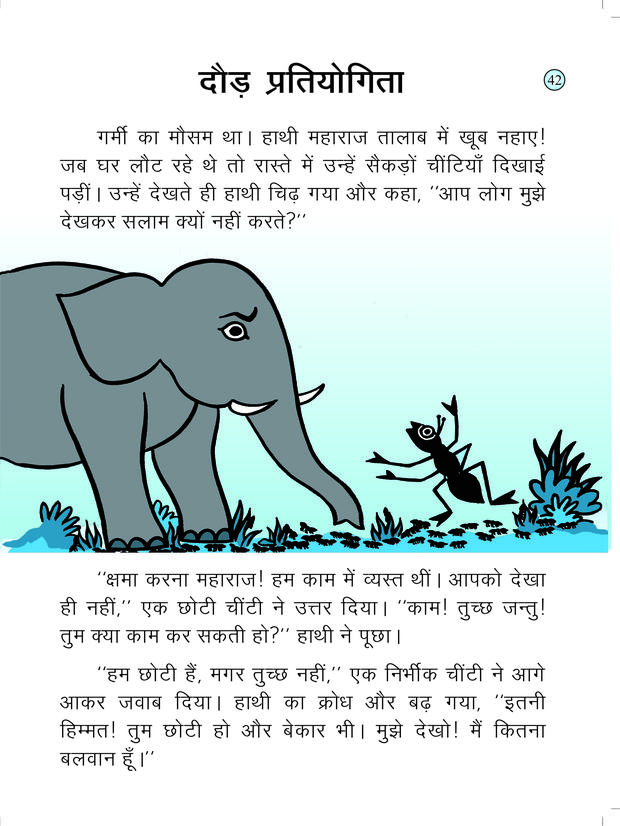 दौड़ प्रतियोगिता
42
गर्मी का मौसम था। हाथी महाराज तालाब में खूब नहाए!
जब घर लौट रहे थे तो रास्ते में उन्हें सैकड़ों चींटियाँ दिखाई
पड़ीं। उन्हें देखते ही हाथी चिढ़ गया और कहा, ''आप लोग मुझे
देखकर सलाम क्यों नहीं करते?''
''क्षमा करना महाराज! हम काम में व्यस्त थीं। आपको देखा
ही नहीं,'' एक छोटी चींटी ने उत्तर दिया। ''काम! तुच्छ जन्तु!
तुम क्या काम कर सकती हो?'' हाथी ने पूछा।
''हम छोटी हैं, मगर तुच्छ नहीं,'' एक निर्भीक चींटी ने आगे
आकर जवाब दिया। हाथी का क्रोध और बढ़ गया, ''इतनी
हिम्मत! तुम छोटी हो और बेकार भी। मुझे देखो! मैं कितना
बलवान हूँ।''